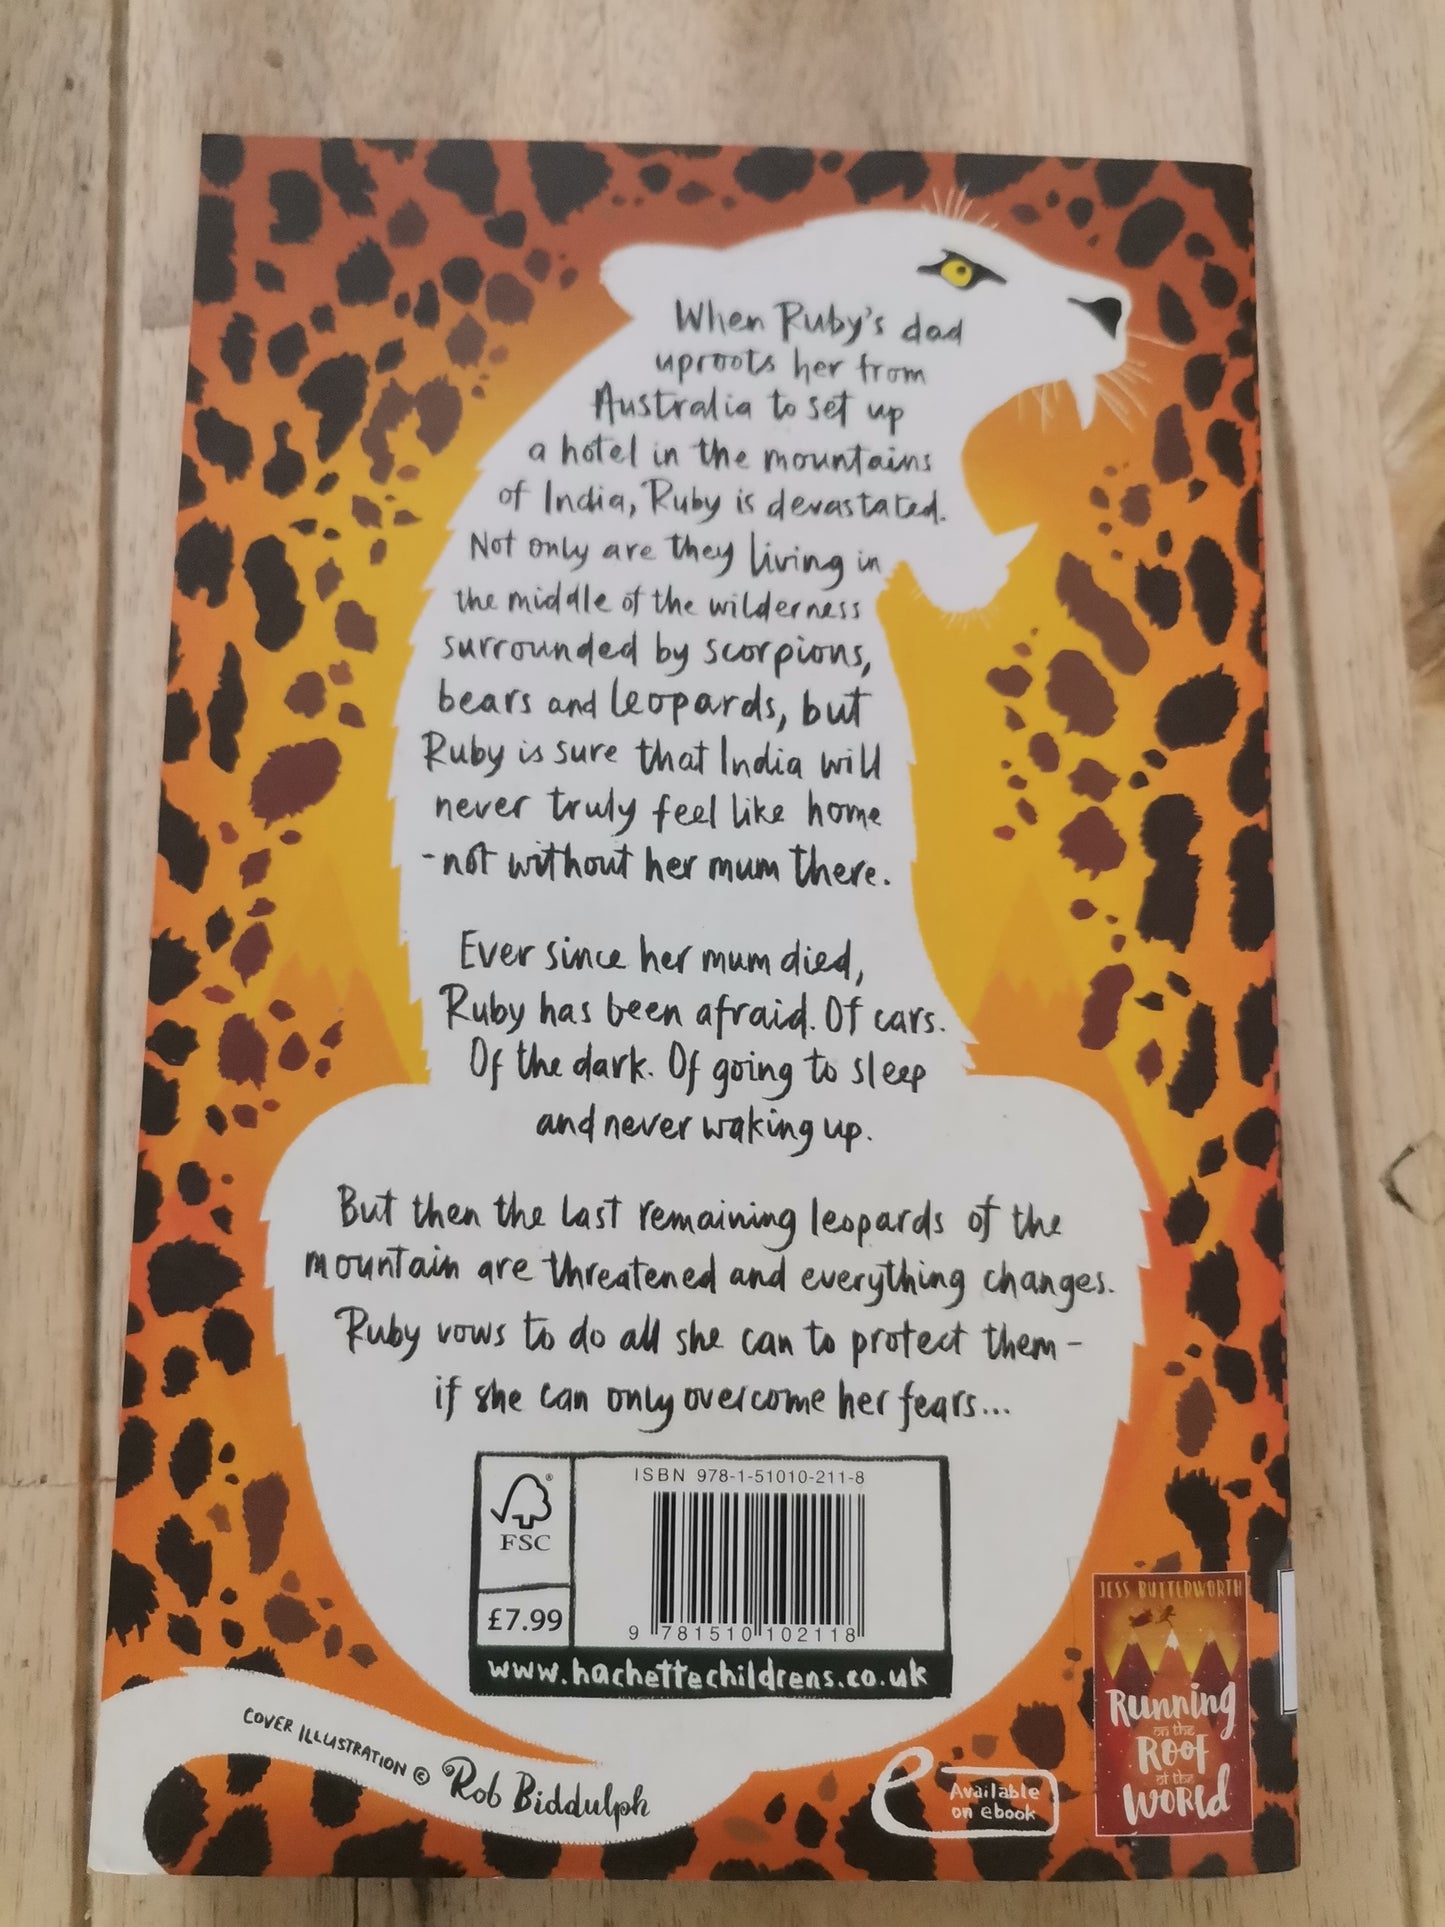 When Ruby's dad
uproots her from
Australia to set up
a hotel in the mountains
of India, Ruby is devastated.
Not only are they living in
the middle of the wilderness
surrounded by scorpions,
bears and leopards, but
Ruby is sure that India will
never truly feel like home
- not without her mum there.
Ever since her mum died,
Ruby has been afraid. Of cars.
Of the dark. Of going to sleep
and never waking up.
But then the last remaining leopards of the
mountain are threatened and everything changes.
Ruby vows to do all she can to protect them -
if she can only overcome her fears...
ISBN 978-1-51010-211-8
®
FSC
£7.99
9 781510 102118
www.hachettechildrens.co.uk
COVER ILLUSTRATION © Rob Biddulph
e
Available
on ebook
JESS BUTTERWORTH
Running
on the
ROOF
of the
WORLD